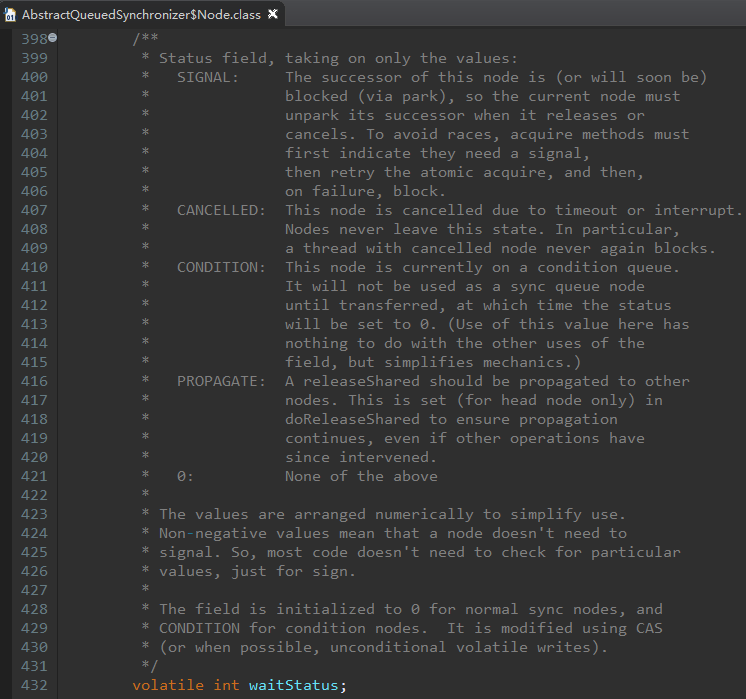 AbstractQueuedSynchronizer$Node.class
398 /**
399 * Status field, taking on only the values:
400 * SIGNAL: The successor of this node is (or will soon be)
401 * blocked (via park), so the current node must
402 * unpark its successor when it releases or
403 * cancels. To avoid races, acquire methods must
404 * first indicate they need a signal,
405 * then retry the atomic acquire, and then,
406 * on failure, block.
407 * CANCELLED: This node is cancelled due to timeout or interrupt.
408 * Nodes never leave this state. In particular,
409 * a thread with cancelled node never again blocks.
410 * CONDITION: This node is currently on a condition queue.
411 * It will not be used as a sync queue node
412 * until transferred, at which time the status
413 * will be set to 0. (Use of this value here has
414 * nothing to do with the other uses of the
415 * field, but simplifies mechanics.)
416 * PROPAGATE: A releaseShared should be propagated to other
417 * nodes. This is set (for head node only) in
418 * doReleaseShared to ensure propagation
419 * continues, even if other operations have
420 * since intervened.
421 * 0: None of the above
422 *
423 * The values are arranged numerically to simplify use.
424 * Non-negative values mean that a node doesn't need to
425 * signal. So, most code doesn't need to check for particular
426 * values, just for sign.
427 *
428 * The field is initialized to 0 for normal sync nodes, and
429 * CONDITION for condition nodes. It is modified using CAS
430 * (or when possible, unconditional volatile writes).
431 */
432 volatile int waitStatus;